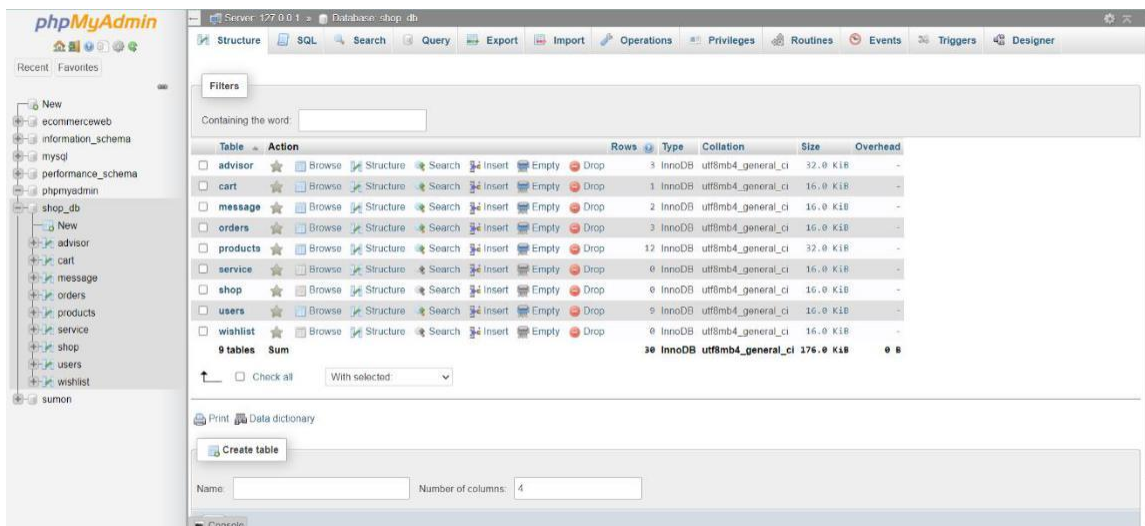 phpMyAdmin
Recent Favorites
New
ecommerceweb
information_schema
mysql
performance_schema
phpmyadmin
shop_db
New
advisor
cart
message
orders
products
service
shop
users
wishlist
sumon
Server: 127.0.0.1 » Database: shop_db
Structure SQL Search Query Export Import Operations Privileges Routines Events Triggers Designer
Filters
Containing the word:
Table Action Rows Type Collation Size Overhead
advisor Browse Structure Search Insert Empty Drop 3 InnoDB utf8mb4_general_ci 32.0 KiB -
cart Browse Structure Search Insert Empty Drop 1 InnoDB utf8mb4_general_ci 16.0 KiB -
message Browse Structure Search Insert Empty Drop 2 InnoDB utf8mb4_general_ci 16.0 KiB -
orders Browse Structure Search Insert Empty Drop 3 InnoDB utf8mb4_general_ci 16.0 KiB -
products Browse Structure Search Insert Empty Drop 12 InnoDB utf8mb4_general_ci 32.0 KiB -
service Browse Structure Search Insert Empty Drop 0 InnoDB utf8mb4_general_ci 16.0 KiB -
shop Browse Structure Search Insert Empty Drop 0 InnoDB utf8mb4_general_ci 16.0 KiB -
users Browse Structure Search Insert Empty Drop 9 InnoDB utf8mb4_general_ci 16.0 KiB -
wishlist Browse Structure Search Insert Empty Drop 0 InnoDB utf8mb4_general_ci 16.0 KiB -
9 tables Sum 30 InnoDB utf8mb4_general_ci 176.0 KiB 0 B
Check all With selected:
Print Data dictionary
Create table
Name: Number of columns: 4
Console